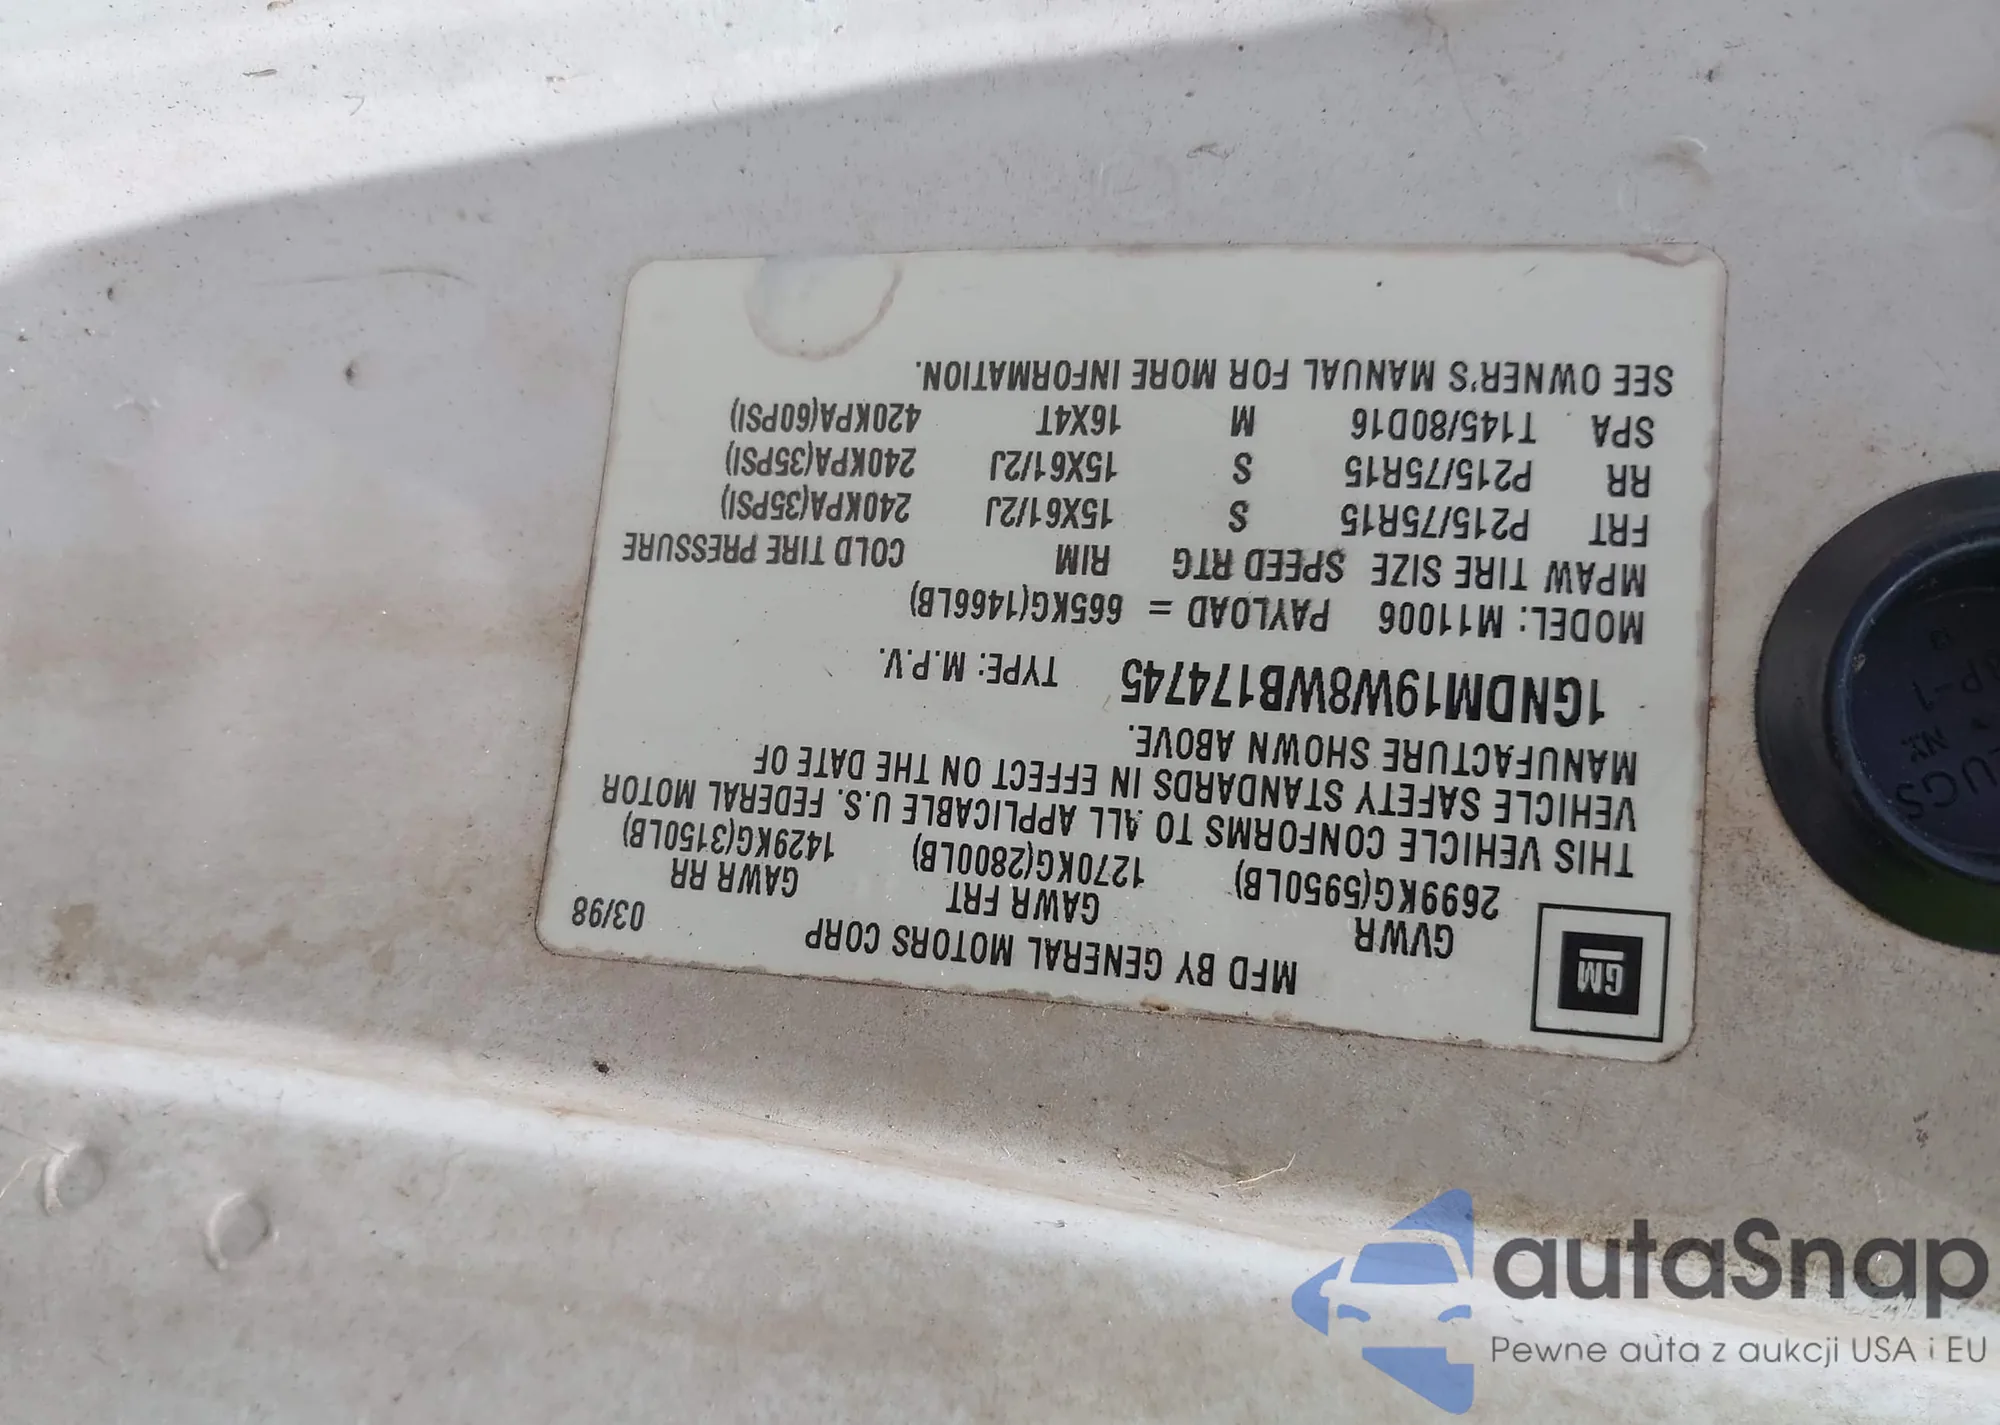 GM
MFD BY GENERAL MOTORS CORP 03/98
GVWR GAWR FRT GAWR RR
2699KG(5950LB) 1270KG(2800LB) 1429KG(3150LB)
THIS VEHICLE CONFORMS TO ALL APPLICABLE U.S. FEDERAL MOTOR
VEHICLE SAFETY STANDARDS IN EFFECT ON THE DATE OF
MANUFACTURE SHOWN ABOVE.
1GNDM19W8WB174745 TYPE: M.P.V.
MODEL: M11006 PAYLOAD = 665KG(1466LB)
MPAW TIRE SIZE SPEED RTG RIM COLD TIRE PRESSURE
FRT P215/75R15 S 15X61/2J 240KPA(35PSI)
RR P215/75R15 S 15X61/2J 240KPA(35PSI)
SPA T145/80D16 M 16X4T 420KPA(60PSI)
SEE OWNER'S MANUAL FOR MORE INFORMATION.
autaSnap
Pewne auta z aukcji USA i EU